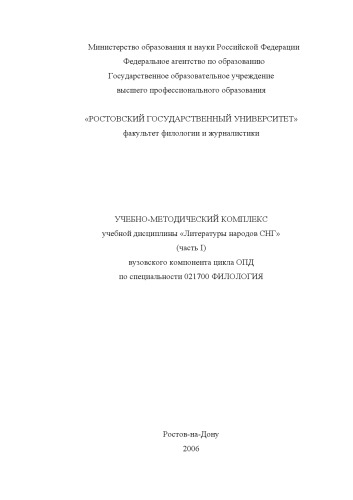 Министерство образования и науки Российской Федерации
Федеральное агентство по образованию
Государственное образовательное учреждение
высшего профессионального образования
«РОСТОВСКИЙ ГОСУДАРСТВЕННЫЙ УНИВЕРСИТЕТ»
факультет филологии и журналистики
УЧЕБНО-МЕТОДИЧЕСКИЙ КОМПЛЕКС
учебной дисциплины «Литературы народов СНГ»
(часть I)
вузовского компонента цикла ОПД
по специальности 021700 ФИЛОЛОГИЯ
Ростов-на-Дону
2006